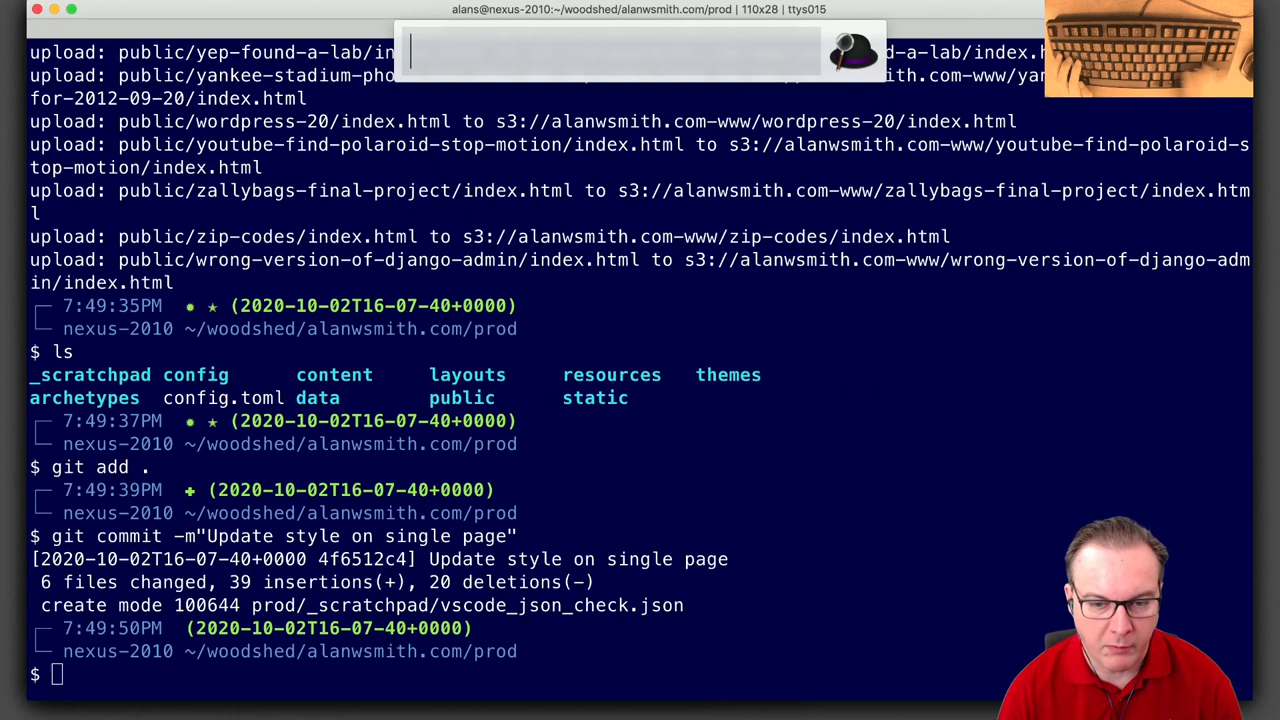 alans@nexus-2010:~/woodshed/alanwsmith.com/prod | 110x28 | ttys015
upload: public/yep-found-a-lab/in d-a-lab/index.h
upload: public/yankee-stadium-pho smith.com-www/yan
for-2012-09-20/index.html
upload: public/wordpress-20/index.html to s3://alanwsmith.com-www/wordpress-20/index.html
upload: public/youtube-find-polaroid-stop-motion/index.html to s3://alanwsmith.com-www/youtube-find-polaroid-s
top-motion/index.html
upload: public/zallybags-final-project/index.html to s3://alanwsmith.com-www/zallybags-final-project/index.htm
l
upload: public/zip-codes/index.html to s3://alanwsmith.com-www/zip-codes/index.html
upload: public/wrong-version-of-django-admin/index.html to s3://alanwsmith.com-www/wrong-version-of-django-adm
in/index.html
7:49:35PM ✹ ★ (2020-10-02T16-07-40+0000)
nexus-2010 ~/woodshed/alanwsmith.com/prod
$ ls
_scratchpad config content layouts resources themes
archetypes config.toml data public static
7:49:37PM ✹ ★ (2020-10-02T16-07-40+0000)
nexus-2010 ~/woodshed/alanwsmith.com/prod
$ git add .
7:49:39PM ✚ (2020-10-02T16-07-40+0000)
nexus-2010 ~/woodshed/alanwsmith.com/prod
$ git commit -m"Update style on single page"
[2020-10-02T16-07-40+0000 4f6512c4] Update style on single page
6 files changed, 39 insertions(+), 20 deletions(-)
create mode 100644 prod/_scratchpad/vscode_json_check.json
7:49:50PM (2020-10-02T16-07-40+0000)
nexus-2010 ~/woodshed/alanwsmith.com/prod
$